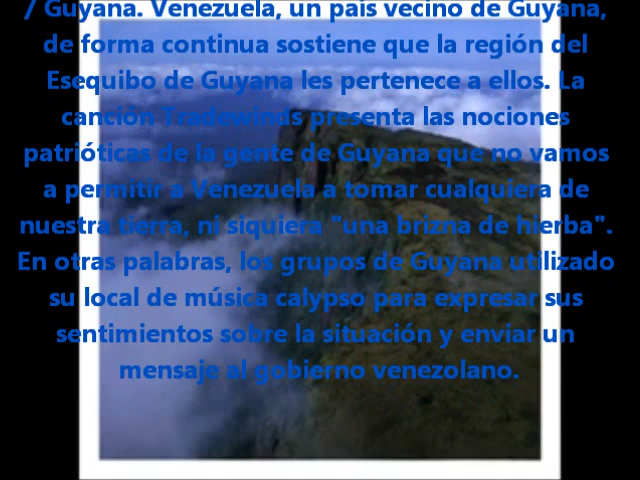 / Guyana. Venezuela, un país vecino de Guyana,
de forma continua sostiene que la región del
Esequibo de Guyana les pertenece a ellos. La
canción Tradewinds presenta las nociones
patrióticas de la gente de Guyana que no vamos
a permitir a Venezuela a tomar cualquiera de
nuestra tierra, ni siquiera "una brizna de hierba".
En otras palabras, los grupos de Guyana utilizado
su local de música calypso para expresar sus
sentimientos sobre la situación y enviar un
mensaje al gobierno venezolano.